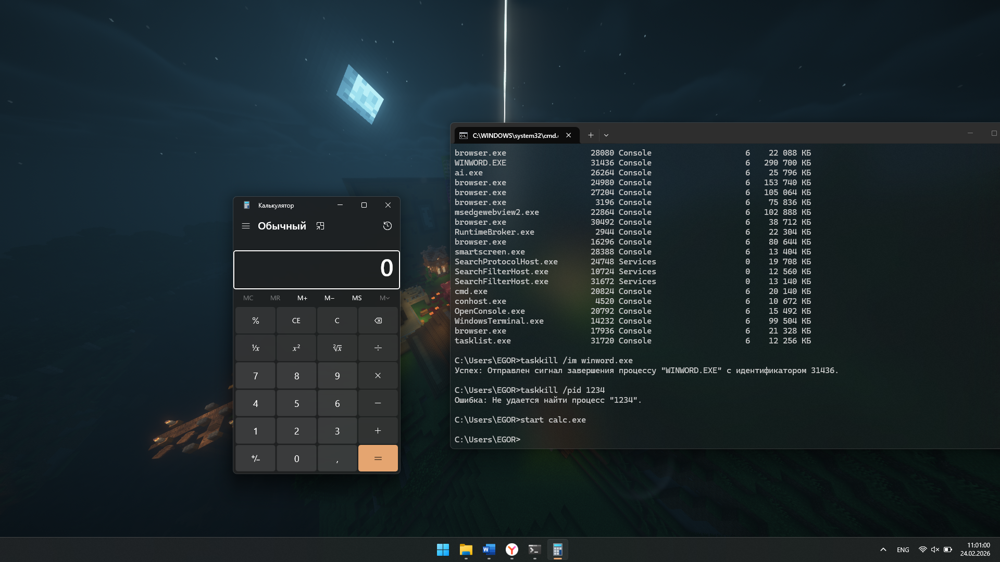 C:\WINDOWS\system32\cmd.
browser.exe 28080 Console 6 22 088 КБ
WINWORD.EXE 31436 Console 6 290 700 КБ
ai.exe 26264 Console 6 25 796 КБ
browser.exe 24980 Console 6 153 740 КБ
browser.exe 27204 Console 6 105 064 КБ
browser.exe 3196 Console 6 75 836 КБ
msedgewebview2.exe 22864 Console 6 102 888 КБ
browser.exe 30492 Console 6 38 712 КБ
RuntimeBroker.exe 2944 Console 6 22 304 КБ
browser.exe 16296 Console 6 80 644 КБ
smartscreen.exe 28388 Console 6 13 404 КБ
SearchProtocolHost.exe 24748 Services 0 19 708 КБ
SearchFilterHost.exe 10724 Services 0 12 560 КБ
SearchFilterHost.exe 31672 Services 0 13 140 КБ
cmd.exe 20824 Console 6 20 140 КБ
conhost.exe 4520 Console 6 10 672 КБ
OpenConsole.exe 20792 Console 6 15 492 КБ
WindowsTerminal.exe 14232 Console 6 99 504 КБ
browser.exe 17936 Console 6 21 328 КБ
tasklist.exe 31720 Console 6 12 256 КБ
C:\Users\EGOR>taskkill /im winword.exe
Успех: Отправлен сигнал завершения процессу "WINWORD.EXE" с идентификатором 31436.
C:\Users\EGOR>taskkill /pid 1234
Ошибка: Не удается найти процесс "1234".
C:\Users\EGOR>start calc.exe
C:\Users\EGOR>
Калькулятор
Обычный
0
MC MR M+ M− MS M
% CE C
⅟x x² ²√x ÷
7 8 9 ×
4 5 6 −
1 2 3 +
+/− 0 , =
ENG
11:01:00
24.02.2026